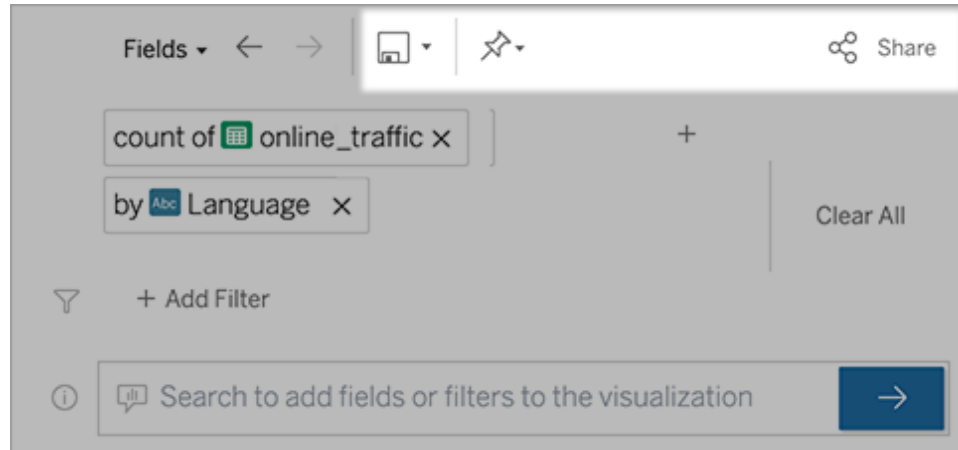 Fields
Share
count of online_traffic ×
+
by Abc Language ×
Clear All
+ Add Filter
Search to add fields or filters to the visualization